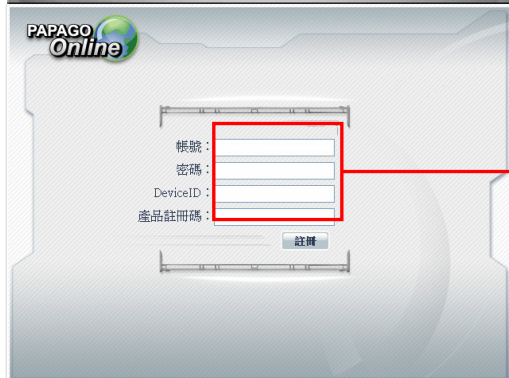 PAPAGO
Online
帳號：
密碼：
DeviceID：
產品註冊碼：
註冊